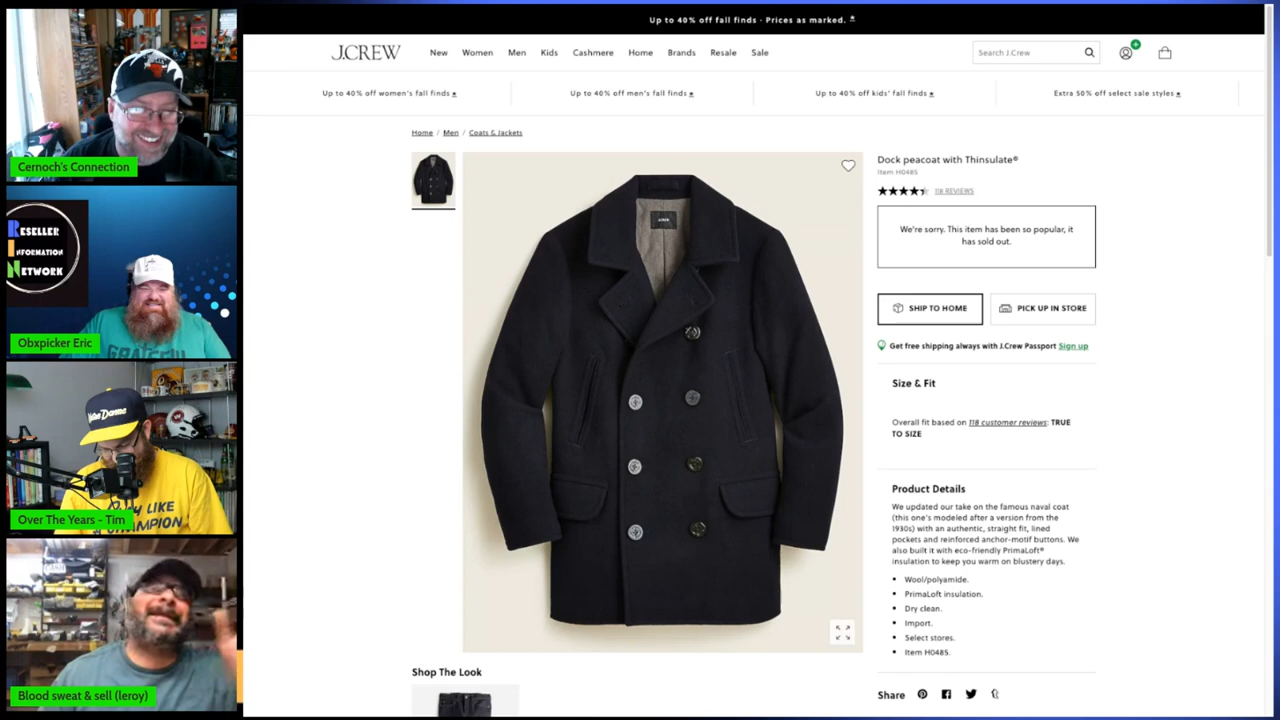 Up to 40% off fall finds · Prices as marked. *
J.CREW
New
Women
Men
Kids
Cashmere
Home
Brands
Resale
Sale
Search J.Crew
Up to 40% off women's fall finds
Up to 40% off men's fall finds
Up to 40% off kids' fall finds
Extra 50% off select sale styles
Home / Men / Coats & Jackets
Dock peacoat with Thinsulate®
Item H0485
118 REVIEWS
We're sorry. This item has been so popular, it
has sold out.
SHIP TO HOME
PICK UP IN STORE
Get free shipping always with J.Crew Passport Sign up
Size & Fit
Overall fit based on 118 customer reviews: TRUE
TO SIZE
Product Details
We updated our take on the famous naval coat
(this one's modeled after a version from the
1930s) with an authentic, straight fit, lined
pockets and reinforced anchor-motif buttons. We
also built it with eco-friendly PrimaLoft®
insulation to keep you warm on blustery days.
• Wool/polyamide.
• PrimaLoft insulation.
• Dry clean.
• Import.
• Select stores.
• Item H0485.
Share
Shop The Look
J.CREW
Cernoch's Connection
RESELLER
INFORMATION
NETWORK
GRATEFUL
Obxpicker Eric
Notre Dame
LIKE
CHAMPION
Over The Years - Tim
Blood sweat & sell (leroy)